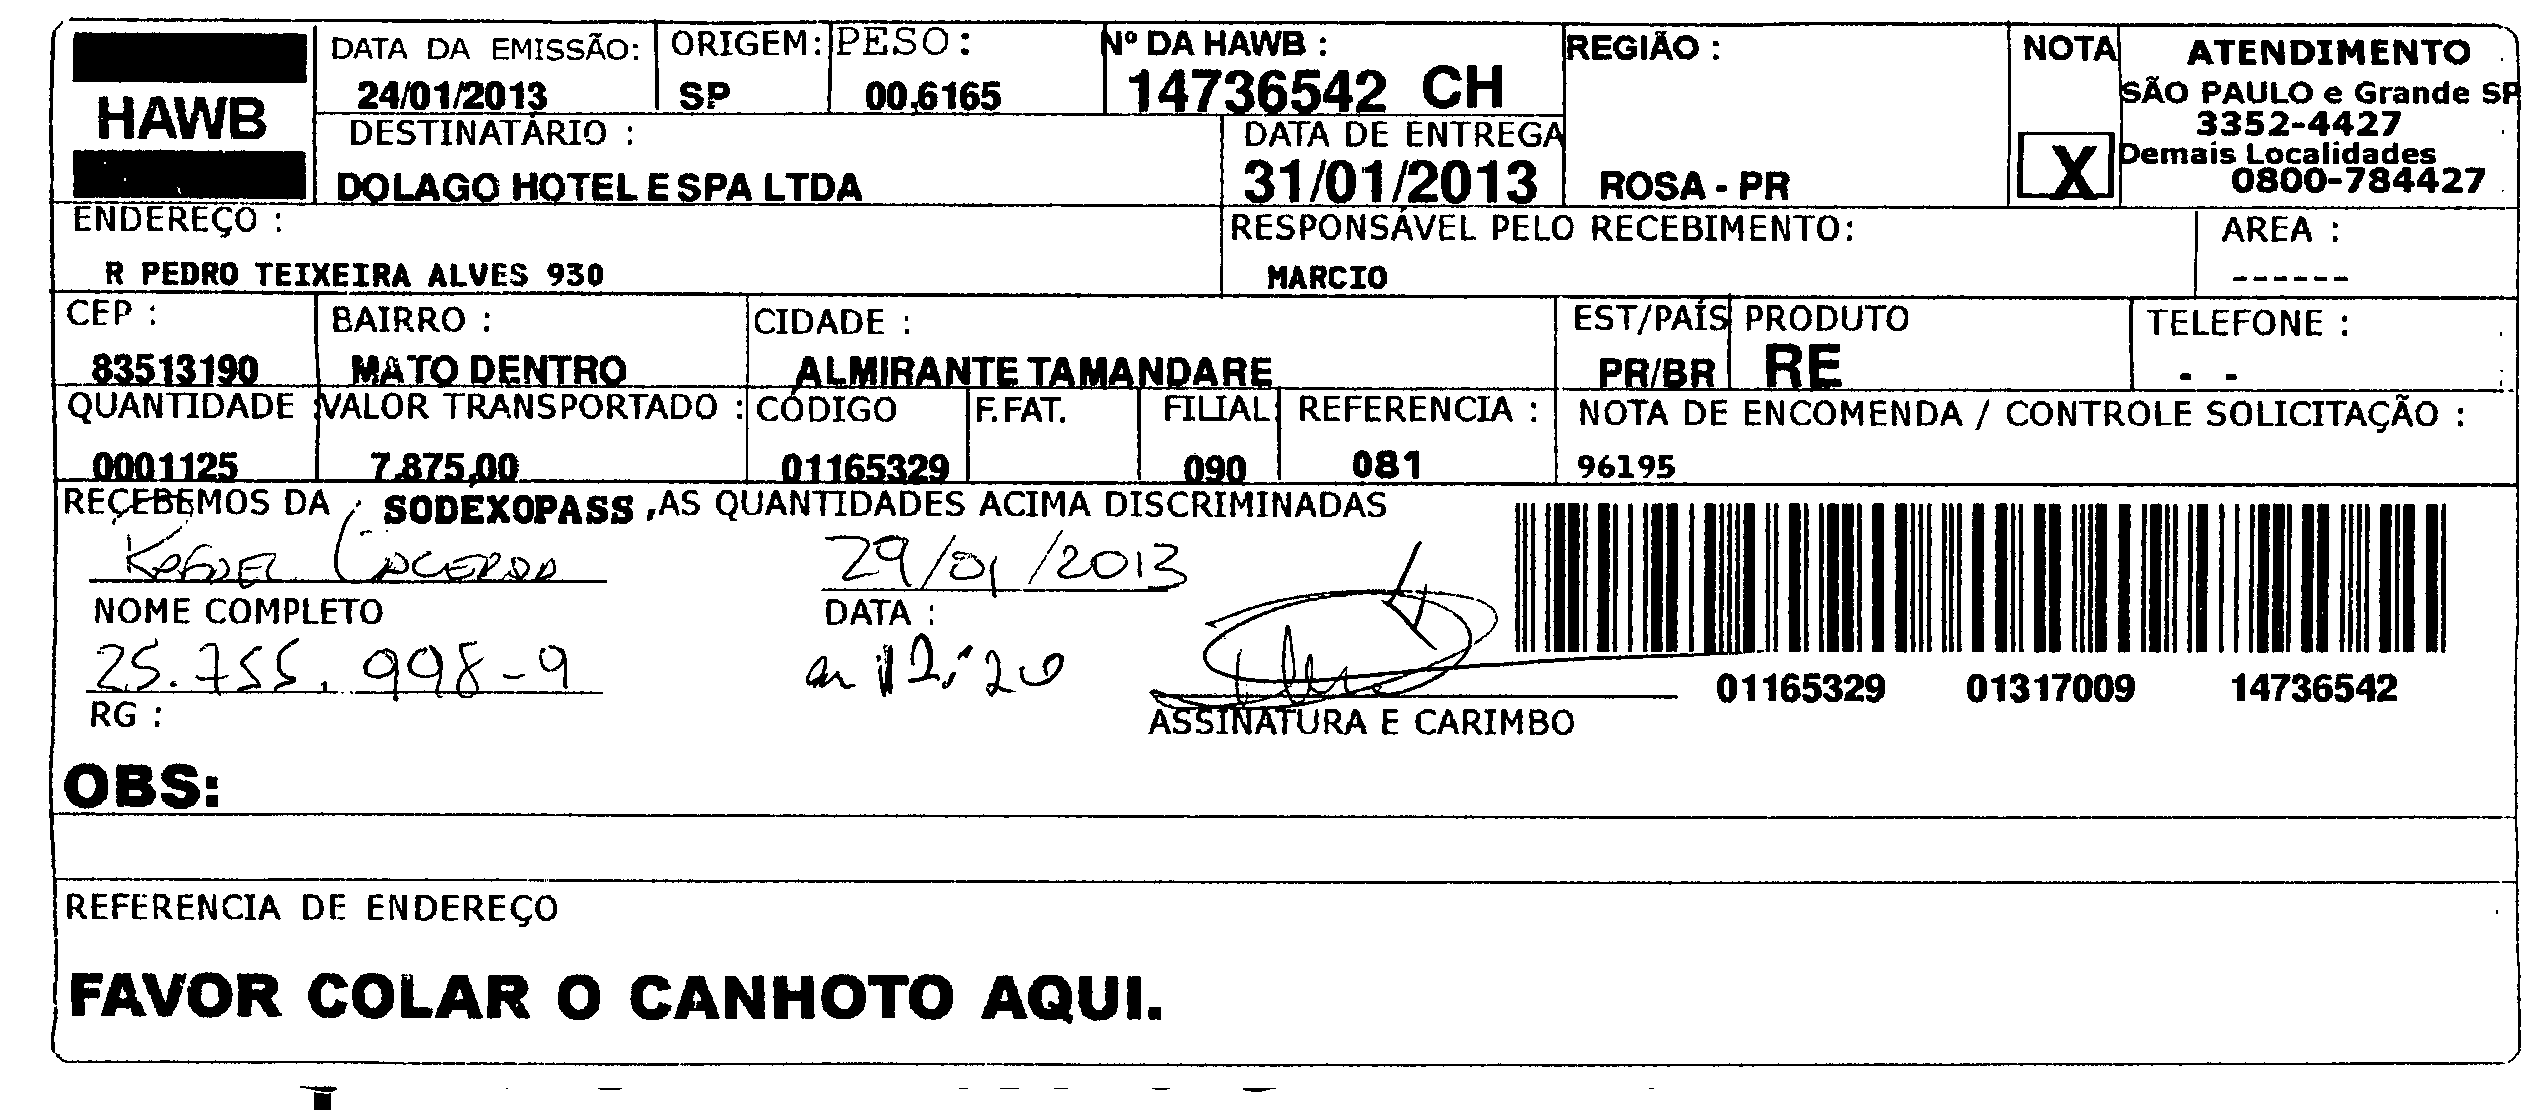 HAWB
DATA DA EMISSÃO: ORIGEM: PESO : Nº DA HAWB : REGIÃO : NOTA ATENDIMENTO
24/01/2013 SP 00,6165 14736542 CH SÃO PAULO e Grande SP
3352-4427
DESTINATÁRIO : DATA DE ENTREGA Demais Localidades
DOLAGO HOTEL E SPA LTDA 31/01/2013 ROSA - PR X 0800-784427
ENDEREÇO : RESPONSÁVEL PELO RECEBIMENTO: AREA :
R PEDRO TEIXEIRA ALVES 930 MARCIO ------
CEP : BAIRRO : CIDADE : EST/PAÍS PRODUTO TELEFONE :
83513190 MATO DENTRO ALMIRANTE TAMANDARE PR/BR RE - -
QUANTIDADE VALOR TRANSPORTADO : CÓDIGO F.FAT. FILIAL REFERENCIA : NOTA DE ENCOMENDA / CONTROLE SOLICITAÇÃO :
0001125 7.875,00 01165329 090 081 96195
RECEBEMOS DA SODEXOPASS ,AS QUANTIDADES ACIMA DISCRIMINADAS
29/01/2013
NOME COMPLETO DATA :
25.755.998-9 12:20
01165329 01317009 14736542
RG : ASSINATURA E CARIMBO
OBS:
REFERENCIA DE ENDEREÇO
FAVOR COLAR O CANHOTO AQUI.